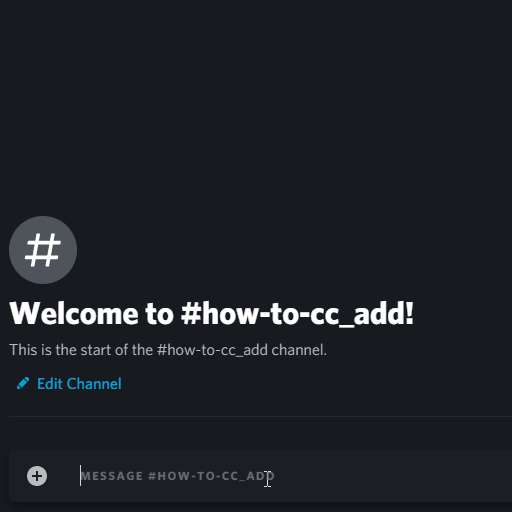 #
Welcome to #how-to-cc_add!
This is the start of the #how-to-cc_add channel.
Edit Channel
MESSAGE #HOW-TO-CC_ADD